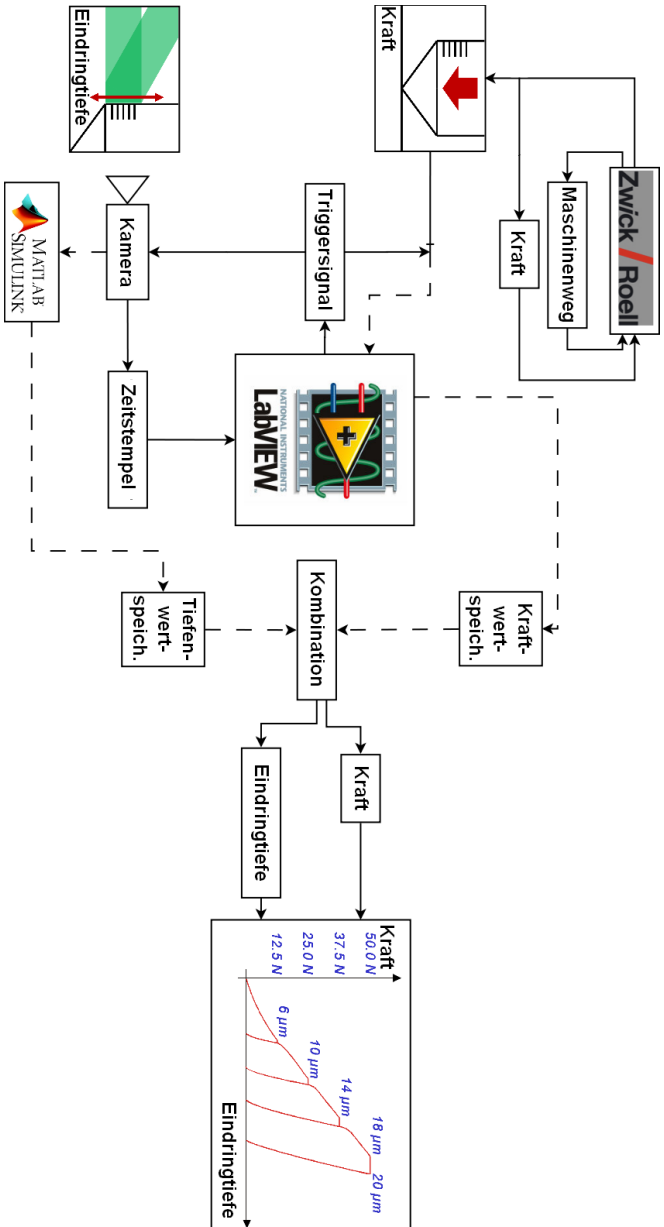 Zwick / Roell
Maschinenweg
Kraft
Kraft
Eindringtiefe
Triggersignal
Kamera
MATLAB
SIMULINK
Zeitstempel
NATIONAL INSTRUMENTS
LabVIEW™
Kraft-
wert-
speich.
Kombination
Tiefen-
wert-
speich.
Kraft
Eindringtiefe
Kraft
50.0 N
37.5 N
25.0 N
12.5 N
6 µm
10 µm
14 µm
18 µm
20 µm
Eindringtiefe